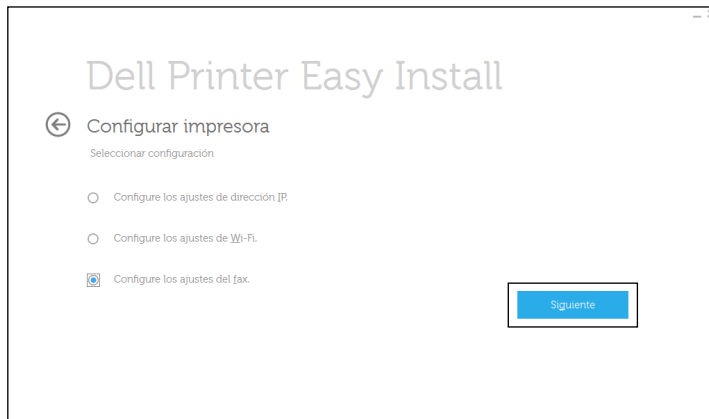 Dell Printer Easy Install
Configurar impresora
Seleccionar configuración
Configure los ajustes de dirección IP.
Configure los ajustes de Wi-Fi.
Configure los ajustes del fax.
Siguiente